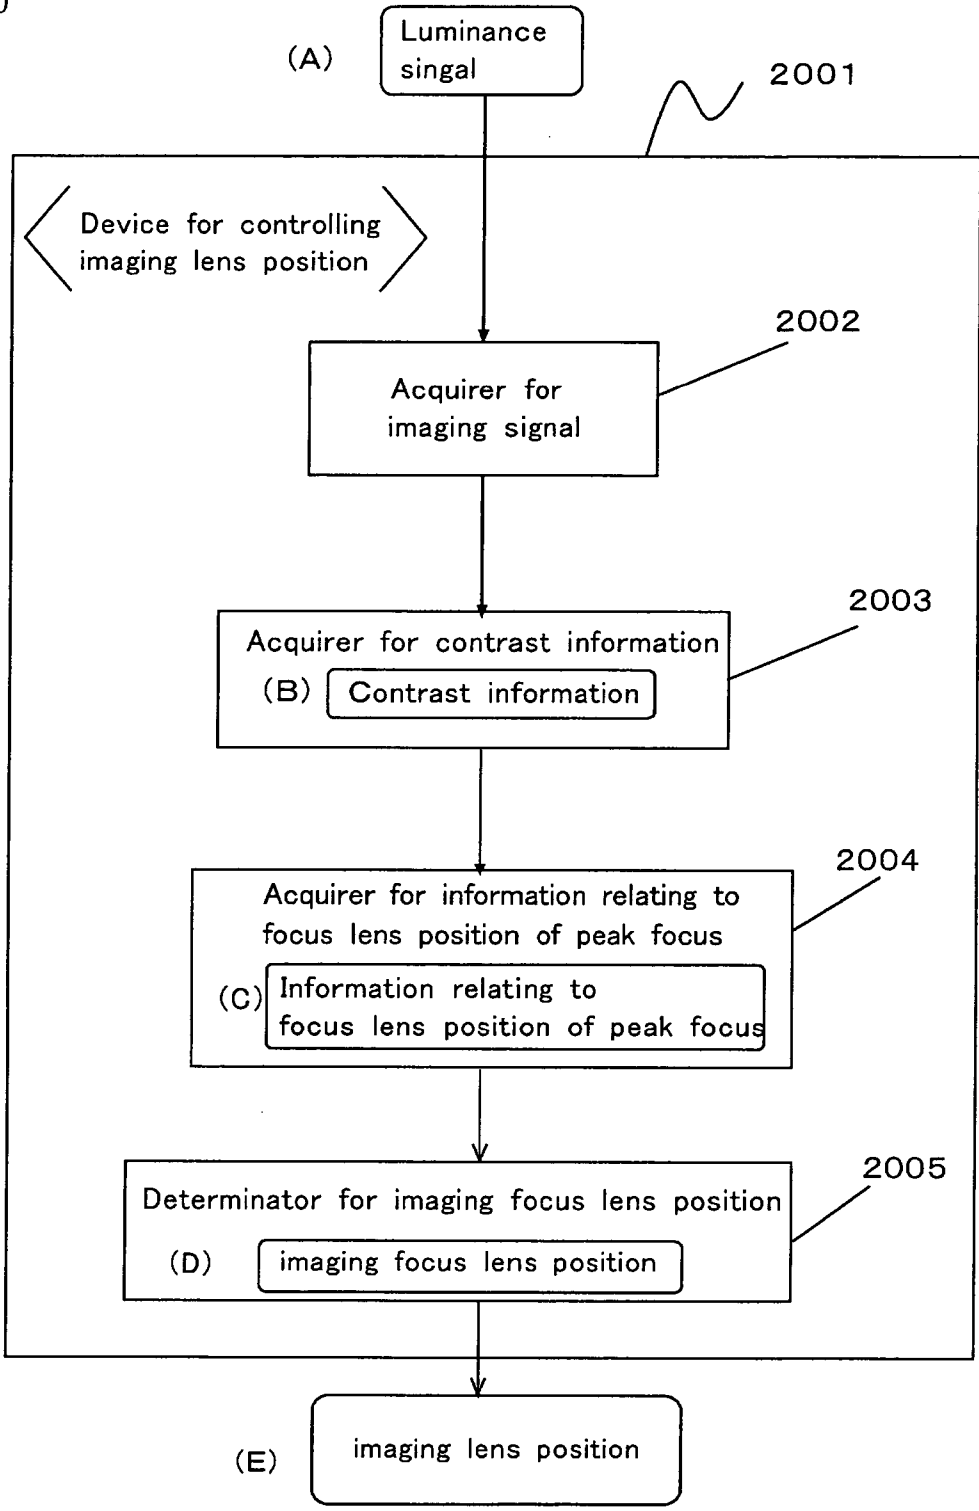 (A)
Luminance
singal
2001
Device for controlling
imaging lens position
2002
Acquirer for
imaging signal
2003
Acquirer for contrast information
(B)
Contrast information
2004
Acquirer for information relating to
focus lens position of peak focus
(C)
Information relating to
focus lens position of peak focus
2005
Determinator for imaging focus lens position
(D)
imaging focus lens position
(E)
imaging lens position